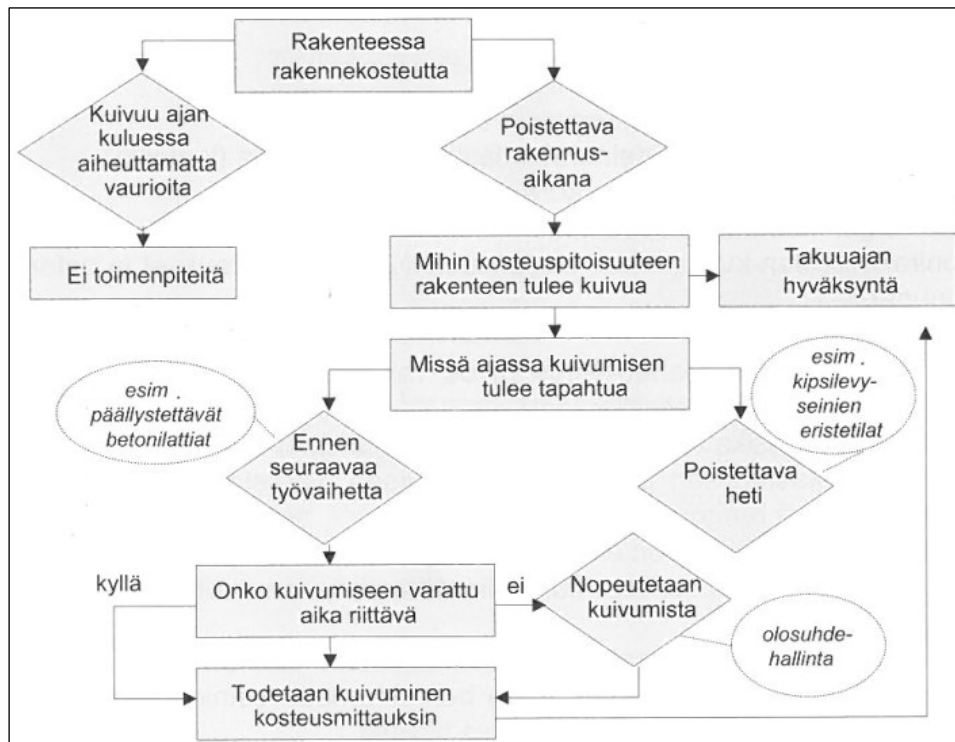 Rakenteessa
rakennekosteutta
Kuivuu ajan
kuluessa
aiheuttamatta
vaurioita
Poistettava
rakennus-
aikana
Ei toimenpiteitä
Mihin kosteuspitoisuuteen
rakenteen tulee kuivua
Takuuajan
hyväksyntä
Missä ajassa kuivumisen
tulee tapahtua
esim .
päällystettävät
betonilattiat
esim .
kipsilevy-
seinien
eristetilat
Ennen
seuraavaa
työvaihetta
Poistettava
heti
kyllä
Onko kuivumiseen varattu
aika riittävä
ei
Nopeutetaan
kuivumista
olosuhde-
hallinta
Todetaan kuivuminen
kosteusmittauksin